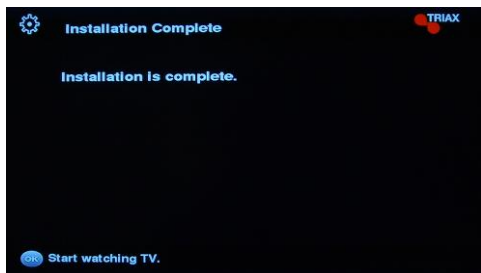 Installation Complete
TRIAX
Installation is complete.
OK Start watching TV.